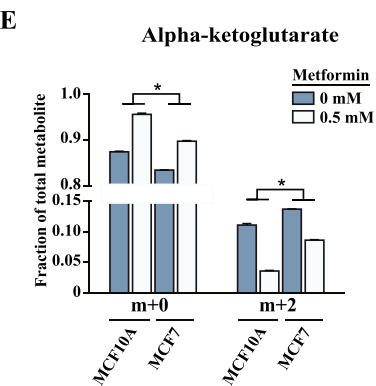 E
Alpha-ketoglutarate
Metformin
0 mM
0.5 mM
Fraction of total metabolite
1.0
0.9
0.8
0.15
0.10
0.05
0
*
*
m+0
m+2
MCF10A
MCF7
MCF10A
MCF7